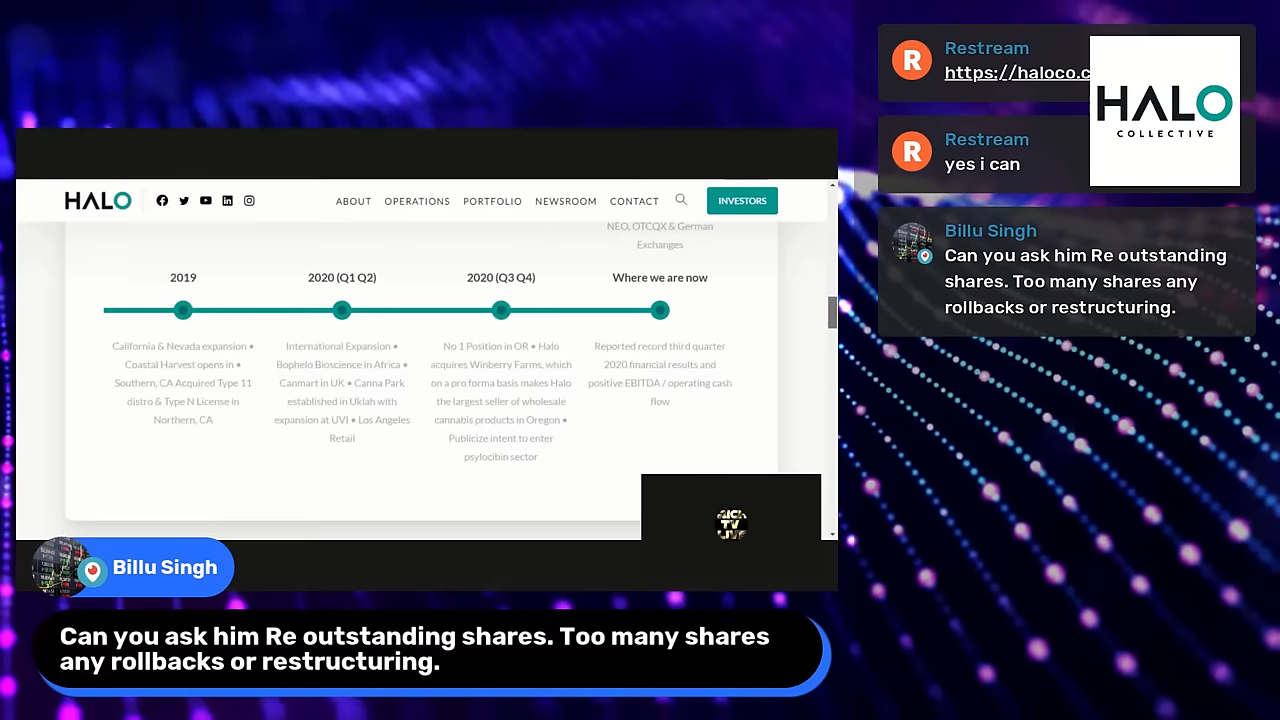 Restream
https://haloco.c
HALO
COLLECTIVE
Restream
yes i can
Billu Singh
Can you ask him Re outstanding
shares. Too many shares any
rollbacks or restructuring.
HALO
ABOUT OPERATIONS PORTFOLIO NEWSROOM CONTACT INVESTORS
NEO, OTCQX & German
Exchanges
2019
California & Nevada expansion •
Coastal Harvest opens in •
Southern, CA Acquired Type 11
distro & Type N License in
Northern, CA
2020 (Q1 Q2)
International Expansion •
Bophelo Bioscience in Africa •
Canmart in UK • Canna Park
established in Ukiah with
expansion at UVI • Los Angeles
Retail
2020 (Q3 Q4)
No 1 Position in OR • Halo
acquires Winberry Farms, which
on a pro forma basis makes Halo
the largest seller of wholesale
cannabis products in Oregon •
Publicize intent to enter
psylocibin sector
Where we are now
Reported record third quarter
2020 financial results and
positive EBITDA / operating cash
flow
RICH
TV
LIVE
Billu Singh
Can you ask him Re outstanding shares. Too many shares
any rollbacks or restructuring.